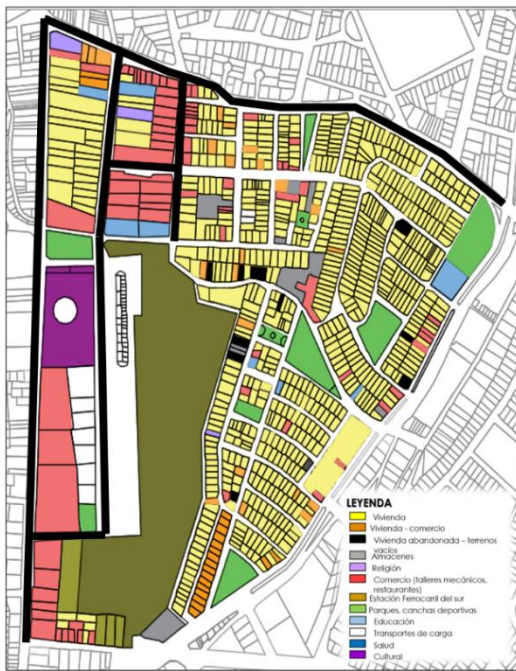 LEYENDA
Vivienda
Vivienda - comercio
Vivienda abandonada – terrenos
vacíos
Almacenes
Religión
Comercio (talleres mecánicos,
restaurantes)
Estación Ferrocarril del sur
Parques, canchas deportivas
Educación
Transportes de carga
Salud
Cultural